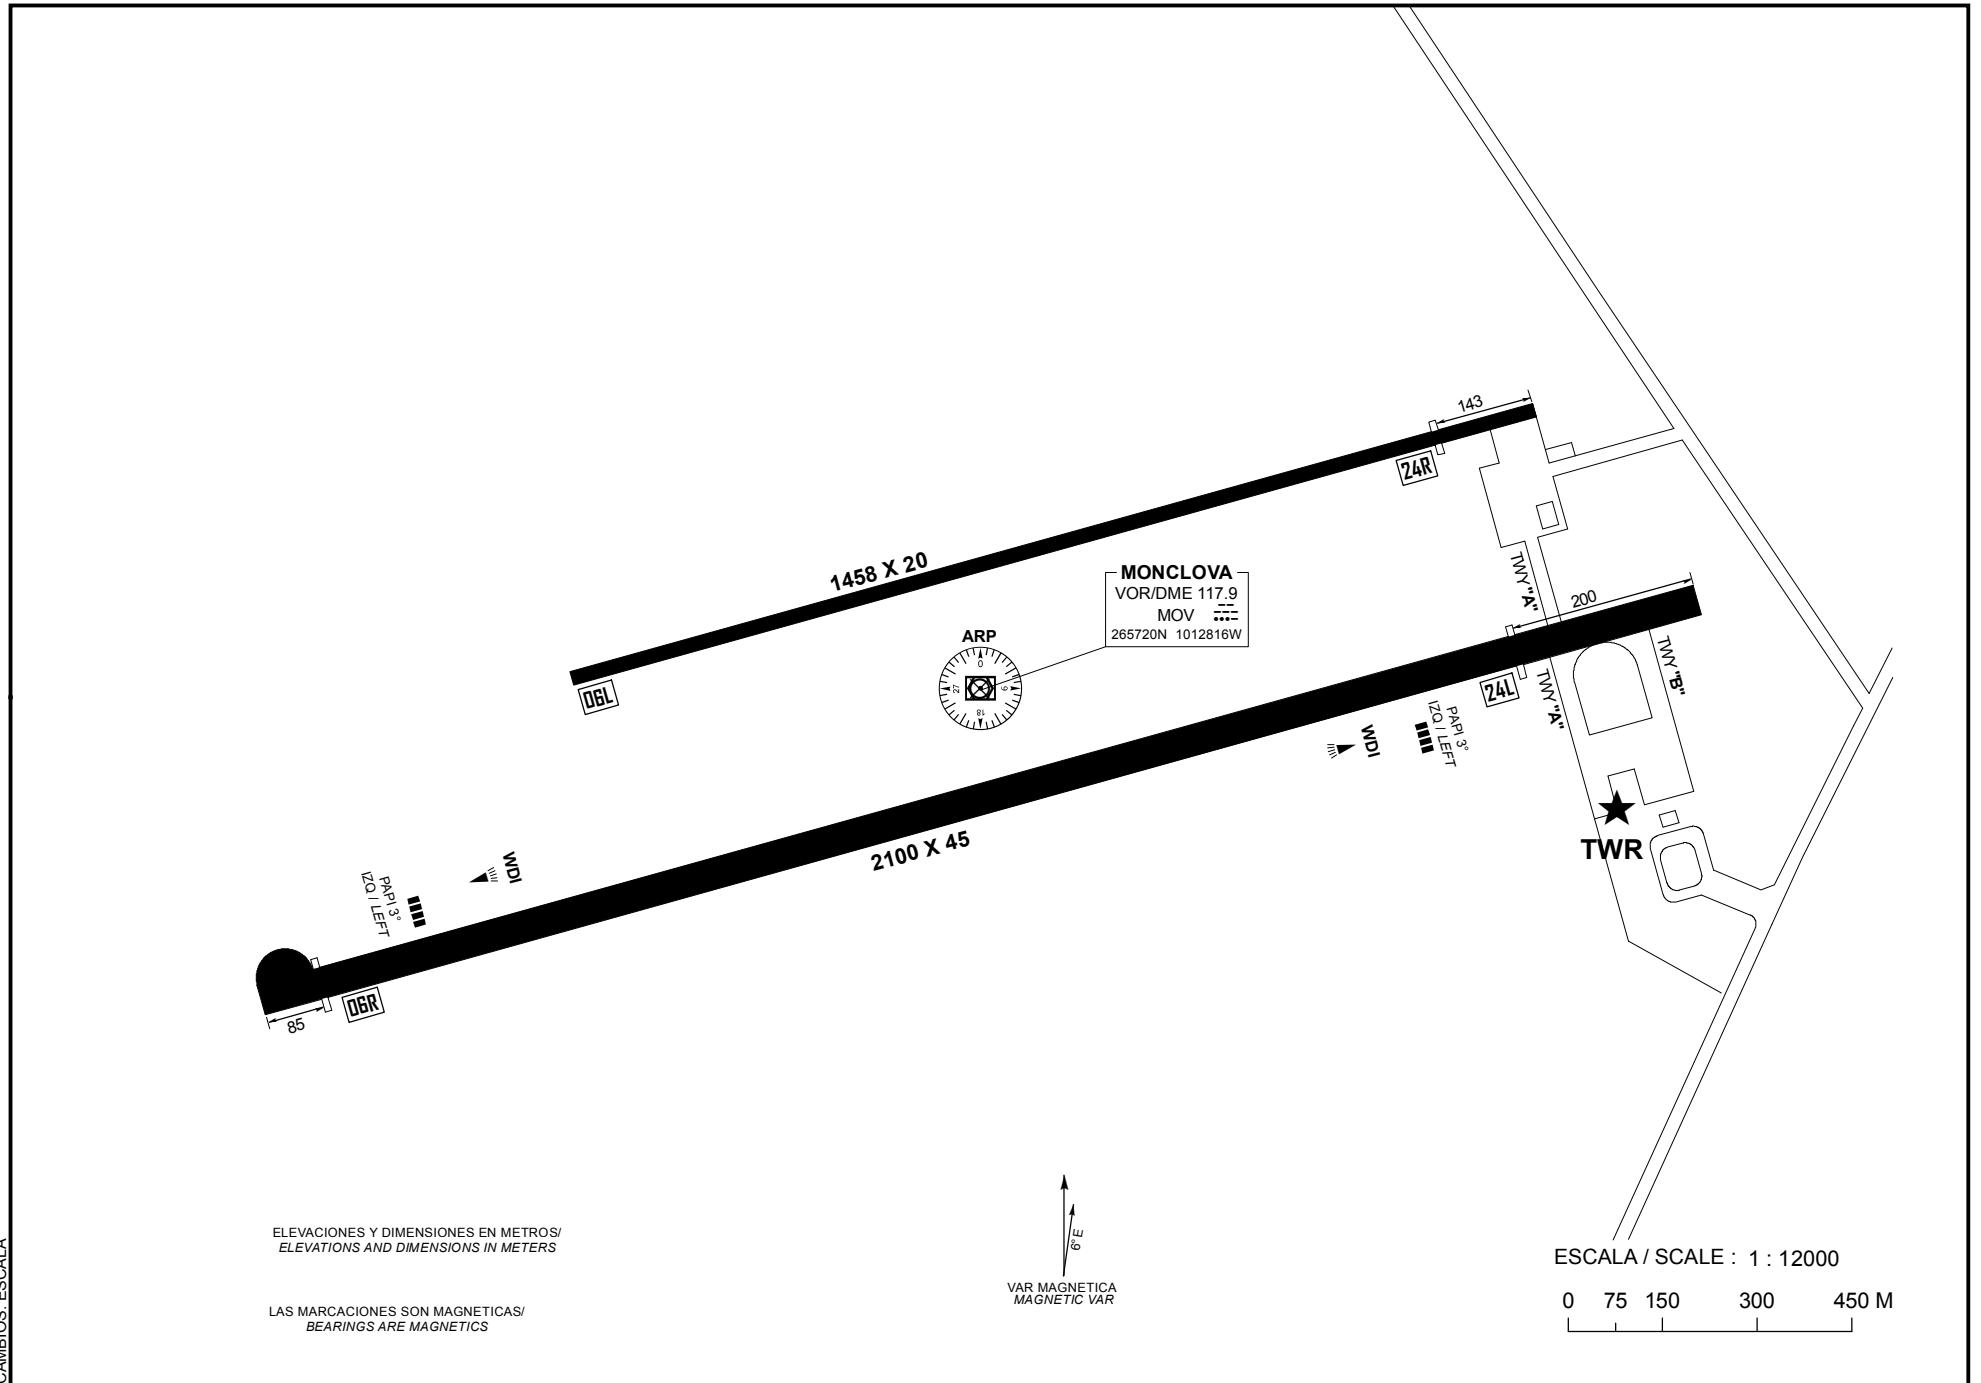 143
24R
1458 X 20
MONCLOVA
VOR/DME 117.9
MOV
265720N 1012816W
TWY "A"
200
ARP
0
9
18
27
06L
24L
TWY "A"
TWY "B"
PAPI 3°
IZQ / LEFT
WDI
TWR
2100 X 45
WDI
PAPI 3°
IZQ / LEFT
06R
85
ELEVACIONES Y DIMENSIONES EN METROS/
ELEVATIONS AND DIMENSIONS IN METERS
6° E
VAR MAGNETICA
MAGNETIC VAR
LAS MARCACIONES SON MAGNETICAS/
BEARINGS ARE MAGNETICS
ESCALA / SCALE : 1 : 12000
0 75 150 300 450 M
CAMBIOS: ESCALA